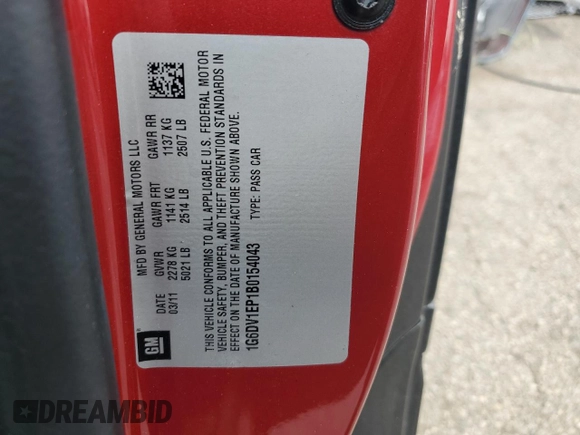 MFD BY GENERAL MOTORS LLC
DATE GVWR GAWR FRT GAWR RR
03/11 2278 KG 1141 KG 1137 KG
5021 LB 2514 LB 2507 LB
THIS VEHICLE CONFORMS TO ALL APPLICABLE U.S. FEDERAL MOTOR
VEHICLE SAFETY, BUMPER, AND THEFT PREVENTION STANDARDS IN
EFFECT ON THE DATE OF MANUFACTURE SHOWN ABOVE.
1G6DV1EP1B0154043 TYPE: PASS CAR
GM
DREAMBID